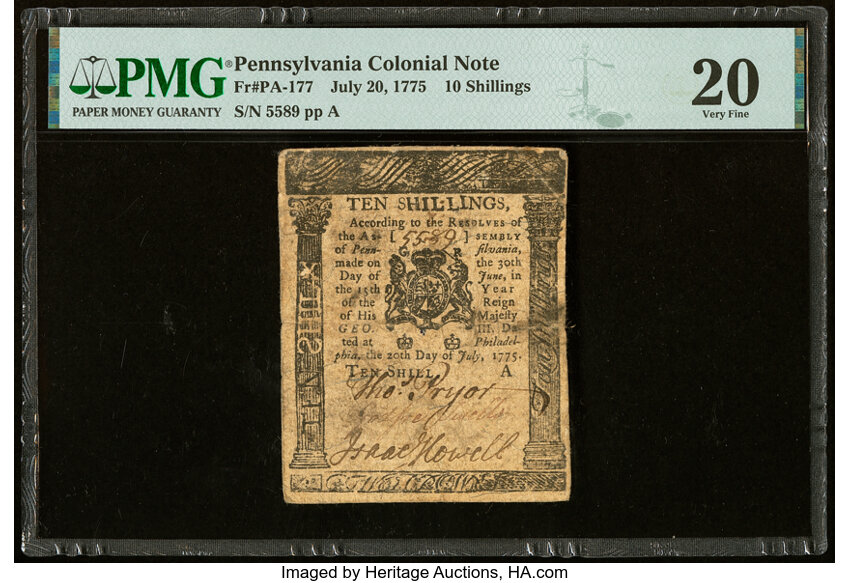 PMG® Pennsylvania Colonial Note
Fr#PA-177 July 20, 1775 10 Shillings
PAPER MONEY GUARANTY
S/N 5589 pp A
20
Very Fine
TEN SHILLINGS,
According to the RESOLVES of
the As- [ 5589 ] SEMBLY
of Penn- G R ſilvania,
made on the 30th
Day of June, in
the 15th Year
of the Reign
of His Majeſty
GEO. III. Da-
ted at Philadel-
phia, the 20th Day of July, 1775.
TEN SHILL A
TEN SHILL
Thos. Pryor
Isaac Howell
Imaged by Heritage Auctions, HA.com